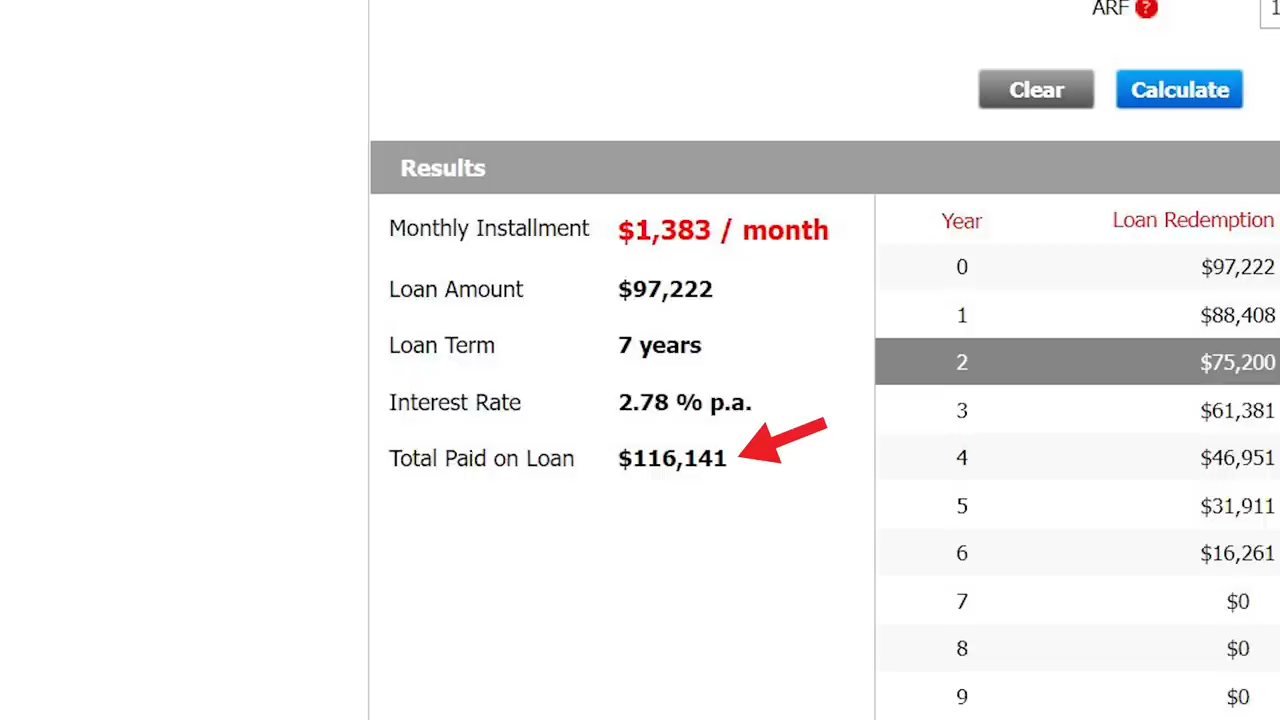 ARF ?
1
Clear Calculate
Results
Monthly Installment $1,383 / month
Loan Amount $97,222
Loan Term 7 years
Interest Rate 2.78 % p.a.
Total Paid on Loan $116,141
Year Loan Redemption
0 $97,222
1 $88,408
2 $75,200
3 $61,381
4 $46,951
5 $31,911
6 $16,261
7 $0
8 $0
9 $0